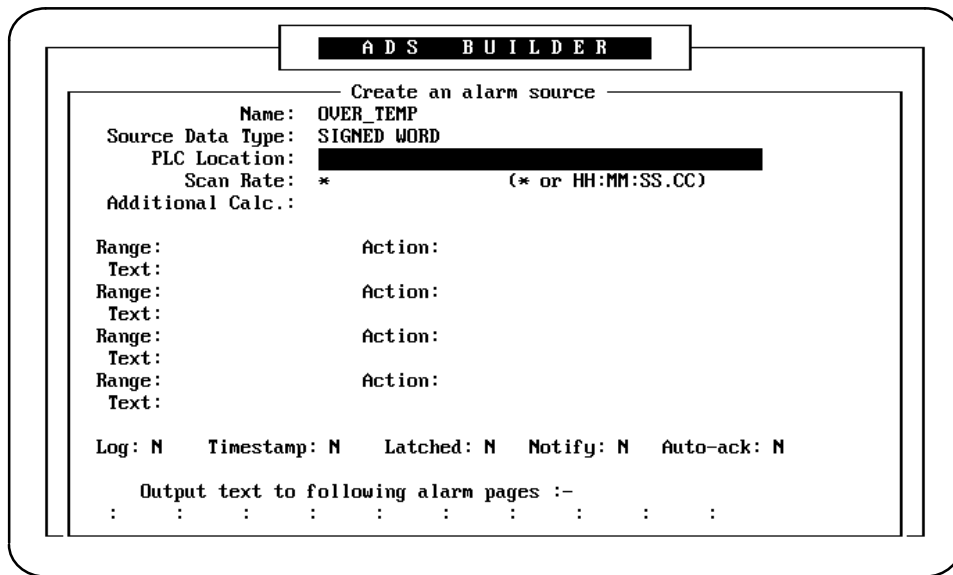 ADS BUILDER
Create an alarm source
Name: OVER_TEMP
Source Data Type: SIGNED WORD
PLC Location:
Scan Rate: * (* or HH:MM:SS.CC)
Additional Calc.:
Range: Action:
Text:
Range: Action:
Text:
Range: Action:
Text:
Range: Action:
Text:
Log: N Timestamp: N Latched: N Notify: N Auto-ack: N
Output text to following alarm pages :-
: : : : : : : : : :